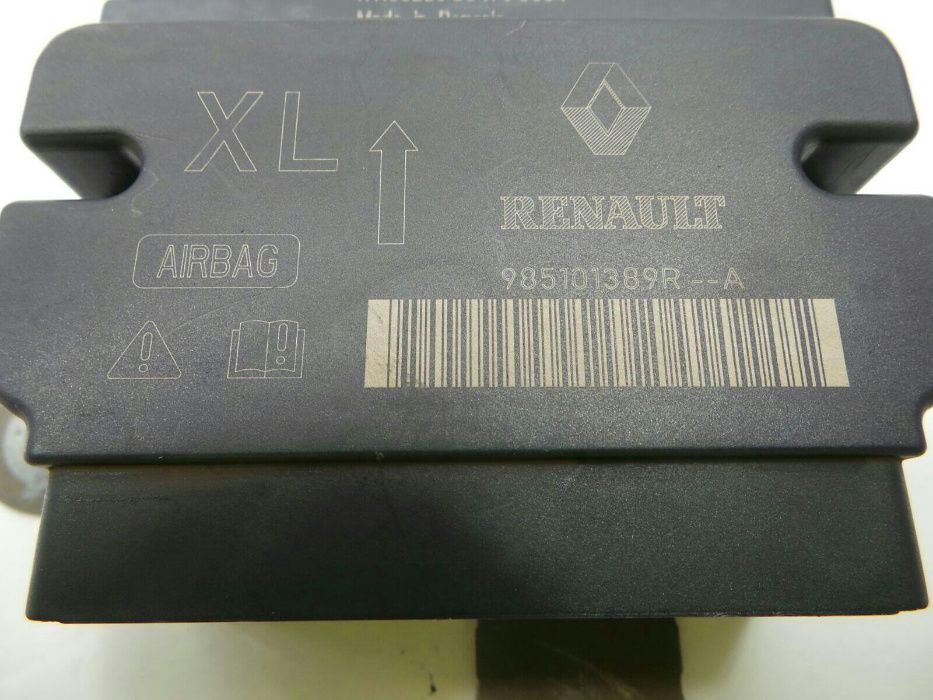 XL
RENAULT
AIRBAG
985101389R--A